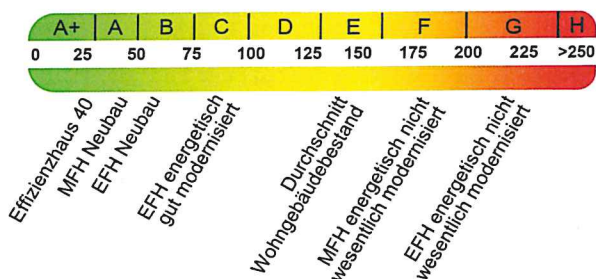 A+ A B C D E F G H
0 25 50 75 100 125 150 175 200 225 >250
Effizienzhaus 40
MFH Neubau
EFH Neubau
EFH energetisch
gut modernisiert
Durchschnitt
Wohngebäudebestand
MFH energetisch nicht
wesentlich modernisiert
EFH energetisch nicht
wesentlich modernisiert